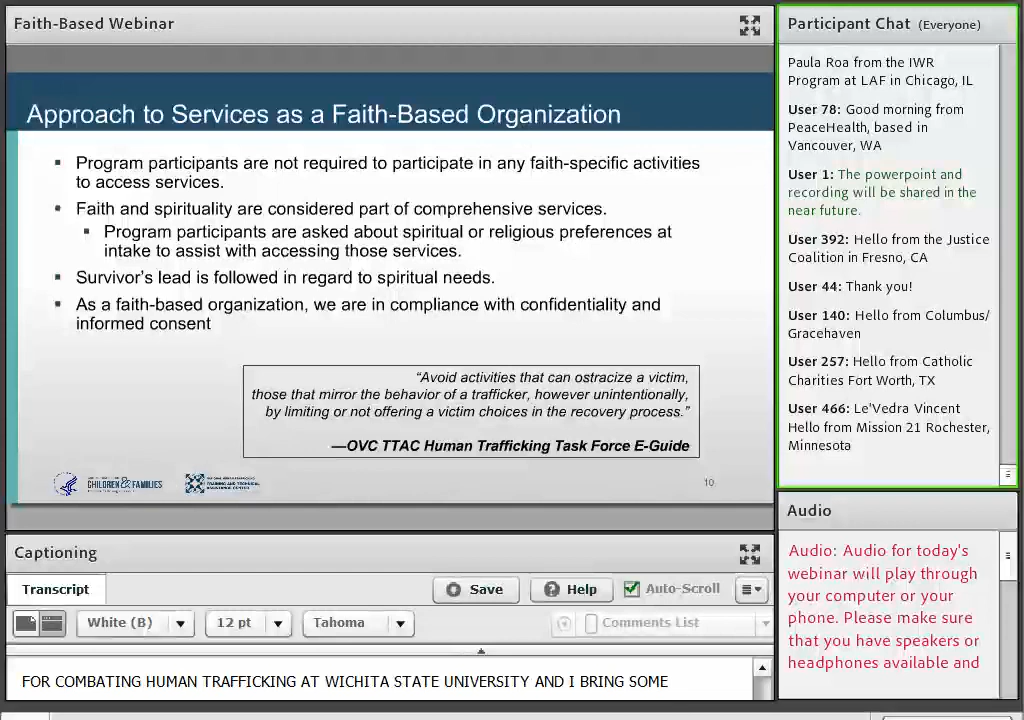 Faith-Based Webinar
Approach to Services as a Faith-Based Organization
▪ Program participants are not required to participate in any faith-specific activities
to access services.
▪ Faith and spirituality are considered part of comprehensive services.
▪ Program participants are asked about spiritual or religious preferences at
intake to assist with accessing those services.
▪ Survivor's lead is followed in regard to spiritual needs.
▪ As a faith-based organization, we are in compliance with confidentiality and
informed consent
“Avoid activities that can ostracize a victim,
those that mirror the behavior of a trafficker, however unintentionally,
by limiting or not offering a victim choices in the recovery process.”
—OVC TTAC Human Trafficking Task Force E-Guide
CHILDREN & FAMILIES
10
Captioning
Transcript
Save
Help
Auto-Scroll
White (B)
12 pt
Tahoma
Comments List
FOR COMBATING HUMAN TRAFFICKING AT WICHITA STATE UNIVERSITY AND I BRING SOME
Participant Chat (Everyone)
Paula Roa from the IWR
Program at LAF in Chicago, IL
User 78: Good morning from
PeaceHealth, based in
Vancouver, WA
User 1: The powerpoint and
recording will be shared in the
near future.
User 392: Hello from the Justice
Coalition in Fresno, CA
User 44: Thank you!
User 140: Hello from Columbus/
Gracehaven
User 257: Hello from Catholic
Charities Fort Worth, TX
User 466: Le'Vedra Vincent
Hello from Mission 21 Rochester,
Minnesota
Audio
Audio: Audio for today's
webinar will play through
your computer or your
phone. Please make sure
that you have speakers or
headphones available and